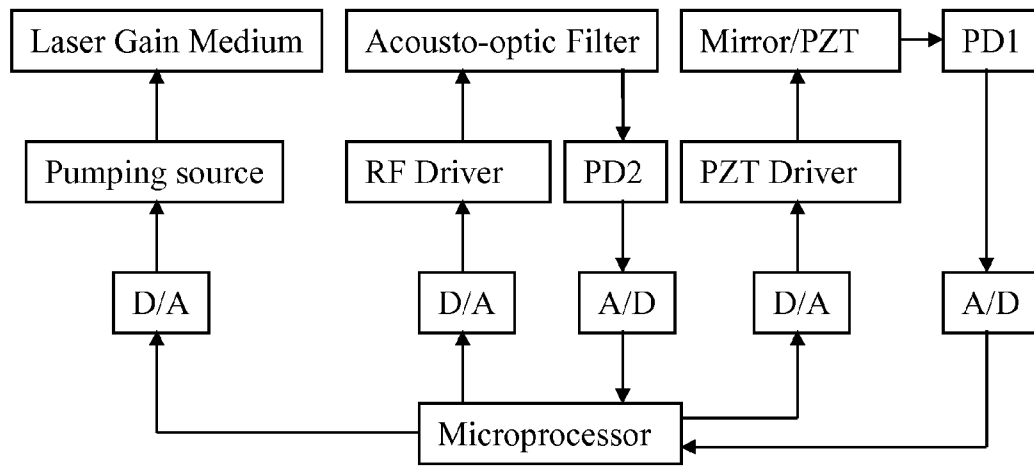 Laser Gain Medium
Acousto-optic Filter
Mirror/PZT
PD1
Pumping source
RF Driver
PD2
PZT Driver
D/A
D/A
A/D
D/A
A/D
Microprocessor